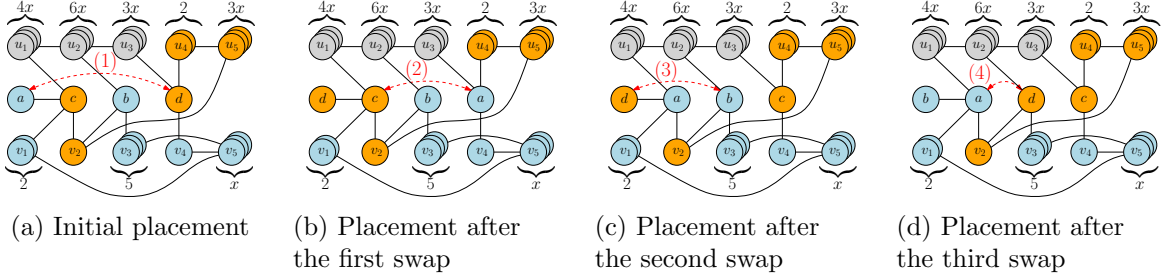 4x 6x 3x 2 3x
u1 u2 u3 u4 u5
(1)
a c b d
v1 v2 v3 v4 v5
2 5 x
(a) Initial placement
4x 6x 3x 2 3x
u1 u2 u3 u4 u5
(2)
d c b a
v1 v2 v3 v4 v5
2 5 x
(b) Placement after
the first swap
4x 6x 3x 2 3x
u1 u2 u3 u4 u5
(3)
d a b c
v1 v2 v3 v4 v5
2 5 x
(c) Placement after
the second swap
4x 6x 3x 2 3x
u1 u2 u3 u4 u5
(4)
b a d c
v1 v2 v3 v4 v5
2 5 x
(d) Placement after
the third swap